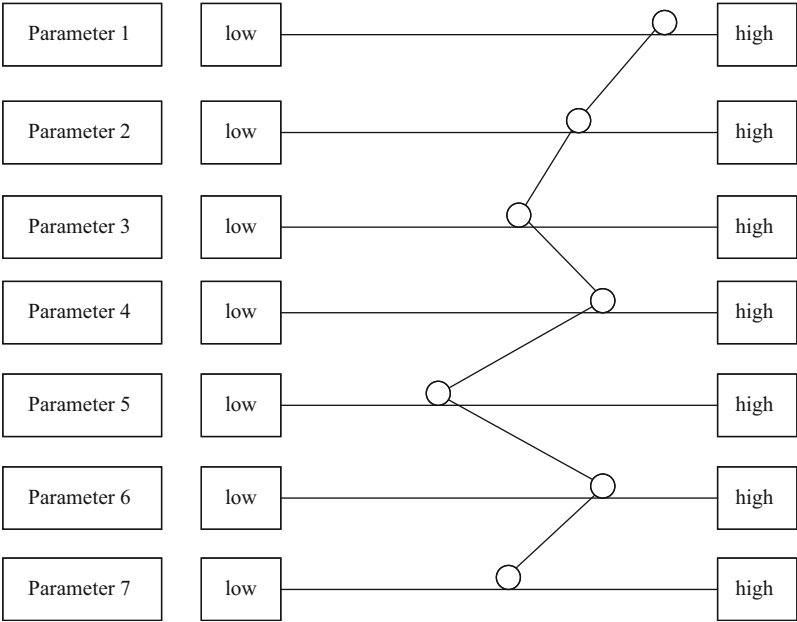 Parameter 1 low high
Parameter 2 low high
Parameter 3 low high
Parameter 4 low high
Parameter 5 low high
Parameter 6 low high
Parameter 7 low high